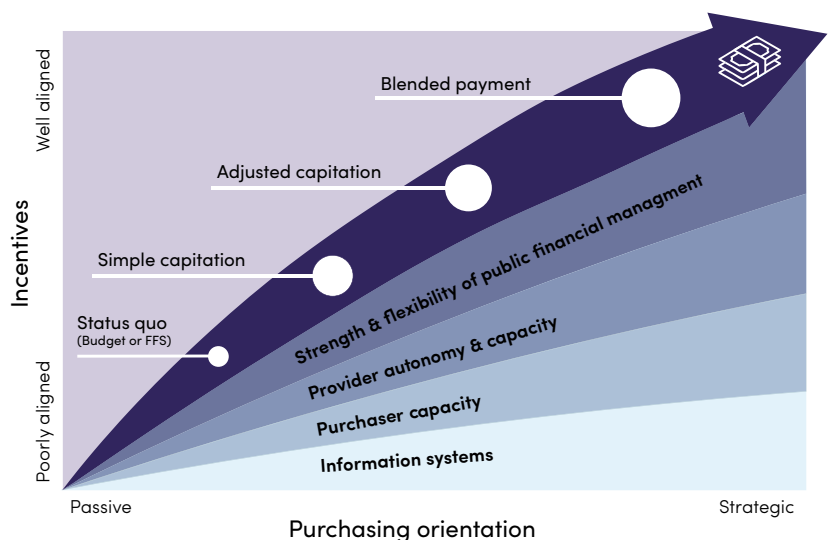 Blended payment
Adjusted capitation
Simple capitation
Status quo
(Budget or FFS)
Strength & flexibility of public financial managment
Provider autonomy & capacity
Purchaser capacity
Information systems
Well aligned
Incentives
Poorly aligned
Passive
Strategic
Purchasing orientation